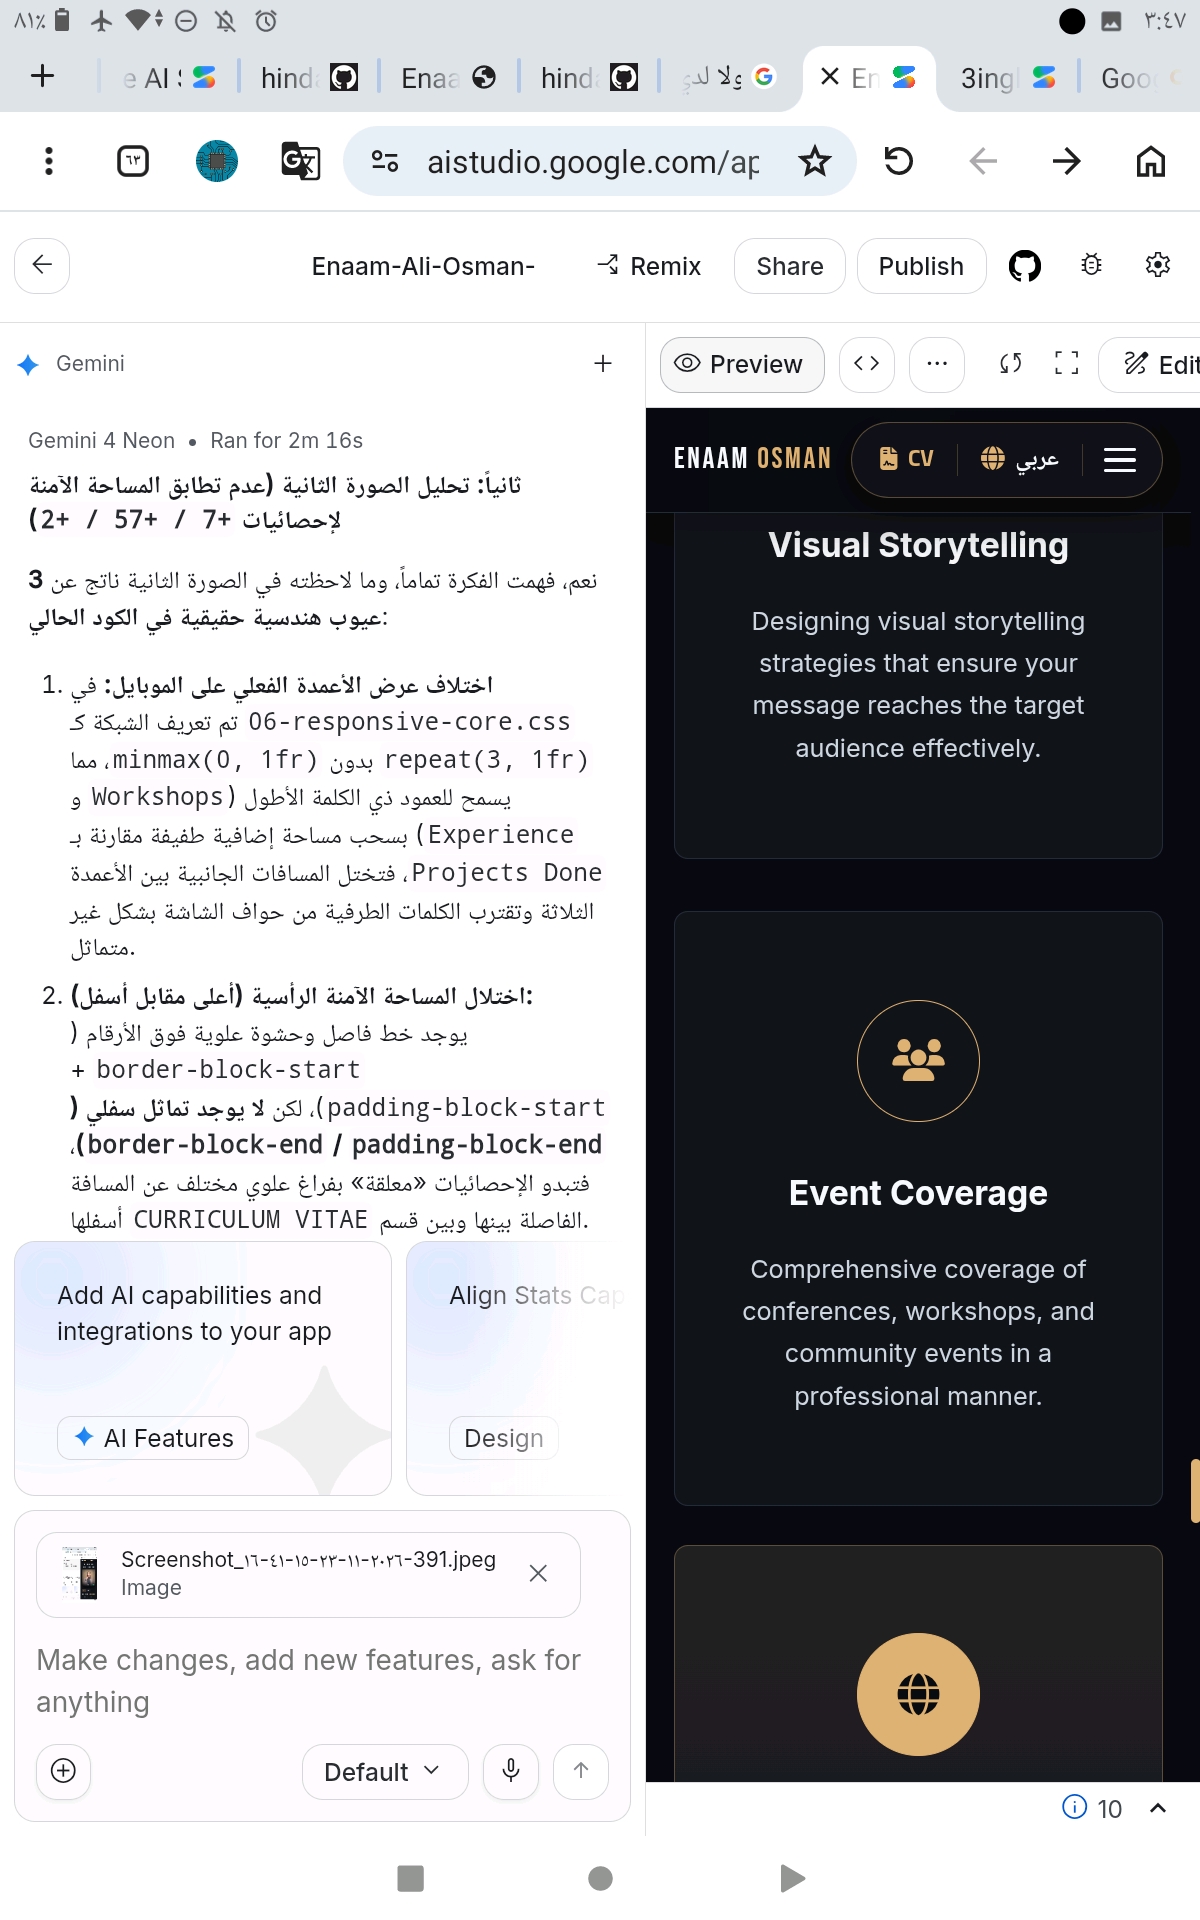 ٨١٪
٣:٤٧
e AI
hind
Enaa
hind
ولا لدي
En
3ing
Goo
٦٣
aistudio.google.com/ap
Enaam-Ali-Osman-
Remix
Share
Publish
Gemini
Gemini 4 Neon • Ran for 2m 16s
ثانياً: تحليل الصورة الثانية (عدم تطابق المساحة الآمنة
لإحصائيات +7 / +57 / +2)
نعم، فهمت الفكرة تماماً، وما لاحظته في الصورة الثانية ناتج عن 3
عيوب هندسية حقيقية في الكود الحالي:
1. اختلاف عرض الأعمدة الفعلي على الموبايل: في
06-responsive-core.css تم تعريف الشبكة كـ
repeat(3, 1fr) بدون minmax(0, 1fr)، مما
يسمح للعمود ذي الكلمة الأطول (Workshops و
Experience) بسحب مساحة إضافية طفيفة مقارنة بـ
Projects Done، فتختل المسافات الجانبية بين الأعمدة
الثلاثة وتقترب الكلمات الطرفية من حواف الشاشة بشكل غير
متماثل.
2. اختلال المساحة الآمنة الرأسية (أعلى مقابل أسفل):
يوجد خط فاصل وحشوة علوية فوق الأرقام (
border-block-start +
padding-block-start)، لكن لا يوجد تماثل سفلي (
border-block-end / padding-block-end)،
فتبدو الإحصائيات «معلقة» بفراغ علوي مختلف عن المسافة
الفاصلة بينها وبين قسم CURRICULUM VITAE أسفلها.
Add AI capabilities and
integrations to your app
AI Features
Align Stats Cap
Design
Screenshot_٢٠٢٦-١١-٢٣-١٥-٤١-١٦-391.jpeg
Image
Make changes, add new features, ask for
anything
Default
Preview
Edit
ENAAM OSMAN
CV
عربي
Visual Storytelling
Designing visual storytelling
strategies that ensure your
message reaches the target
audience effectively.
Event Coverage
Comprehensive coverage of
conferences, workshops, and
community events in a
professional manner.
10